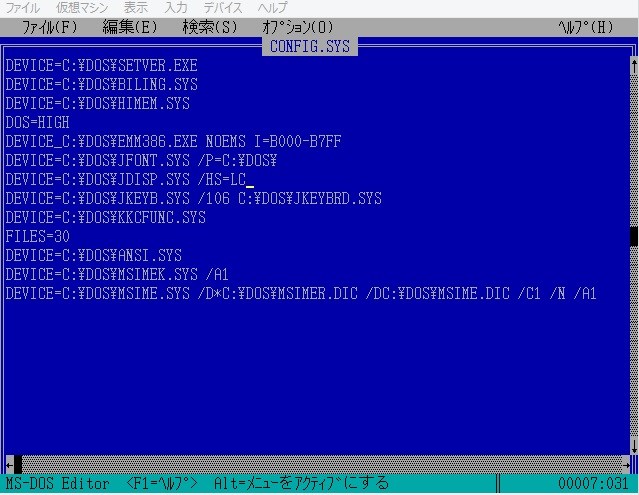 ファイル 仮想マシン 表示 入力 デバイス ヘルプ
ﾌｧｲﾙ(F) 編集(E) 検索(S) ｵﾌﾟｼｮﾝ(O) ﾍﾙﾌﾟ(H)
CONFIG.SYS
DEVICE=C:¥DOS¥SETVER.EXE
DEVICE=C:¥DOS¥BILING.SYS
DEVICE=C:¥DOS¥HIMEM.SYS
DOS=HIGH
DEVICE_C:¥DOS¥EMM386.EXE NOEMS I=B000-B7FF
DEVICE=C:¥DOS¥JFONT.SYS /P=C:¥DOS¥
DEVICE=C:¥DOS¥JDISP.SYS /HS=LC
DEVICE=C:¥DOS¥JKEYB.SYS /106 C:¥DOS¥JKEYBRD.SYS
DEVICE=C:¥DOS¥KKCFUNC.SYS
FILES=30
DEVICE=C:¥DOS¥ANSI.SYS
DEVICE=C:¥DOS¥MSIMEK.SYS /A1
DEVICE=C:¥DOS¥MSIME.SYS /D*C:¥DOS¥MSIMER.DIC /DC:¥DOS¥MSIME.DIC /C1 /N /A1
MS-DOS Editor <F1=ﾍﾙﾌﾟ> Alt=ﾒﾆｭｰをｱｸﾃｨﾌﾞにする 00007:031